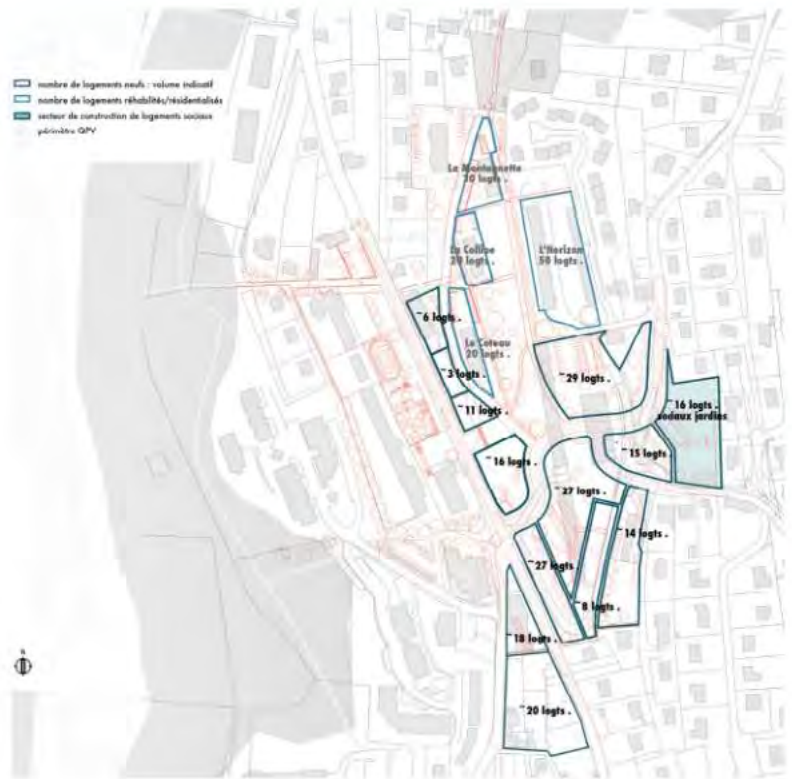 nombre de logements neufs : volume indicatif
nombre de logements réhabilités/résidentialisés
secteur de construction de logements sociaux
périmètre QPV
La Montagnette
20 logts .
La Colline
20 logts .
L'Horizon
50 logts .
~6 logts .
Le Coteau
20 logts .
~3 logts .
~29 logts .
~11 logts .
~16 logts .
sociaux jardins
~16 logts .
~15 logts .
~27 logts .
~14 logts .
~27 logts .
~8 logts .
~18 logts .
~20 logts .
N